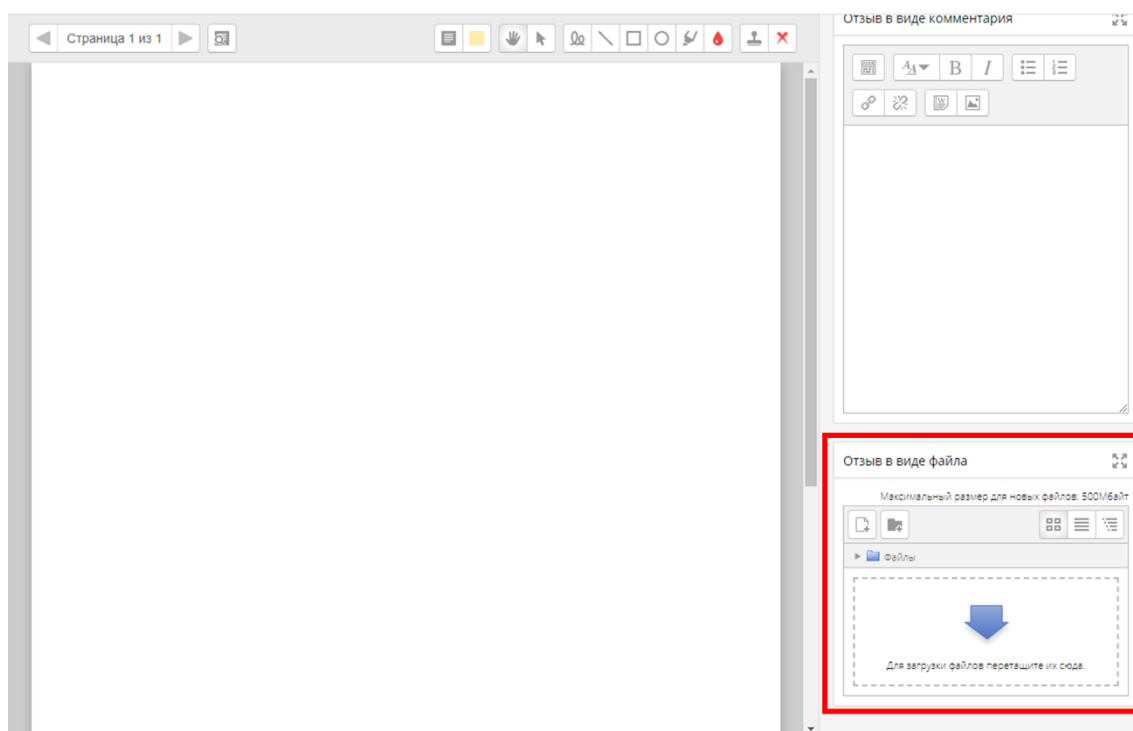 Страница 1 из 1
Отзыв в виде комментария
B I
Отзыв в виде файла
Максимальный размер для новых файлов: 500Мбайт
Файлы
Для загрузки файлов перетащите их сюда.